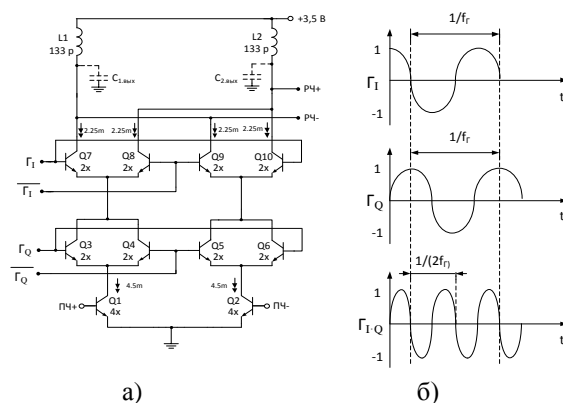 +3,5 В
L1
133 p
L2
133 p
C1.вых
C2.вых
РЧ+
РЧ-
2.25m
2.25m
2.25m
2.25m
ГI
Q7
2x
Q8
2x
Q9
2x
Q10
2x
ГI
ГQ
Q3
2x
Q4
2x
Q5
2x
Q6
2x
ГQ
4.5m
4.5m
ПЧ+
Q1
4x
Q2
4x
ПЧ-
а)
1/fГ
1
ГI
-1
t
1/fГ
1
ГQ
-1
t
1/(2fГ)
1
ГI·Q
-1
t
б)